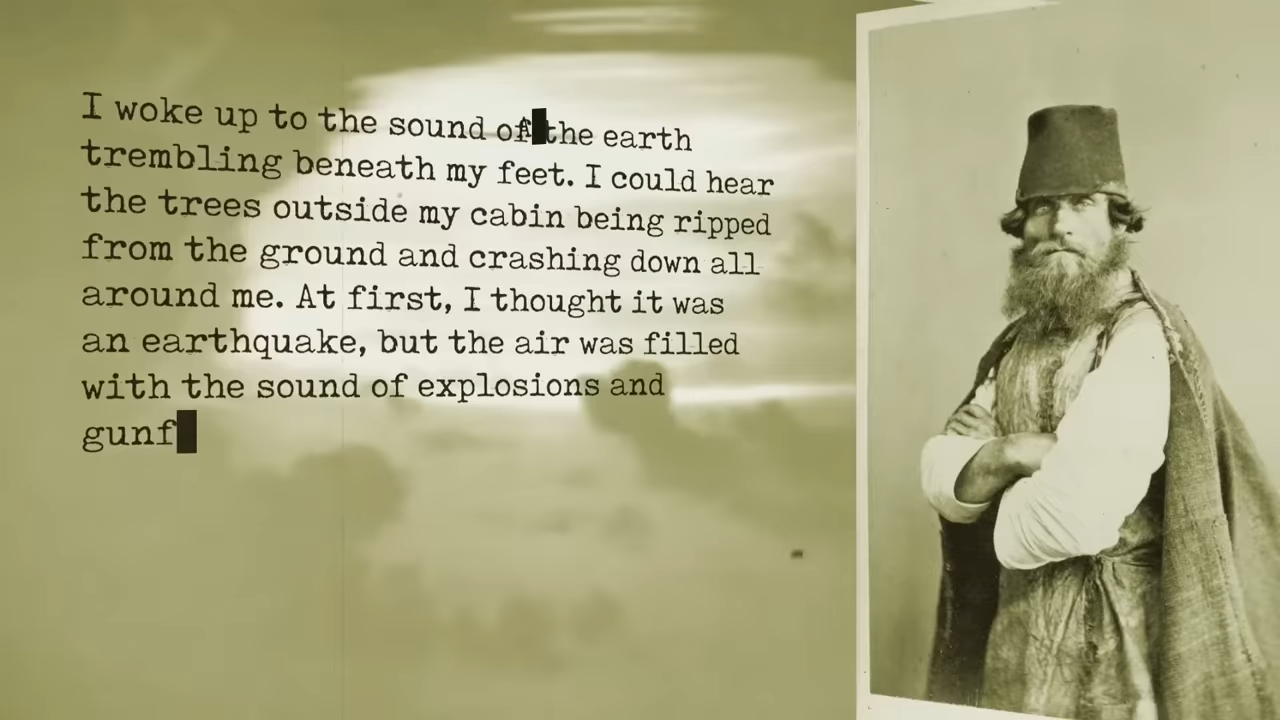 I woke up to the sound of the earth
trembling beneath my feet. I could hear
the trees outside my cabin being ripped
from the ground and crashing down all
around me. At first, I thought it was
an earthquake, but the air was filled
with the sound of explosions and
gunf